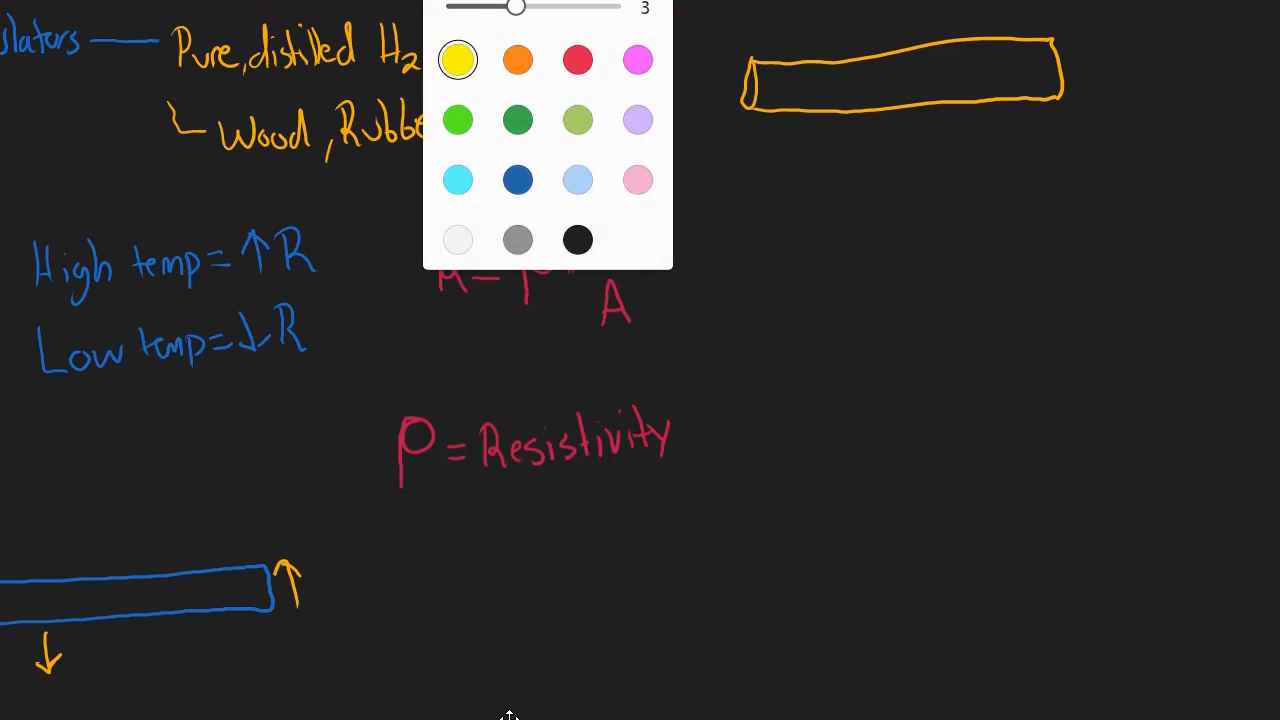 slators — Pure, distilled H2
Wood, Rubbe
3
High temp = ↑ R
Low temp = ↓ R
A
ρ = Resistivity